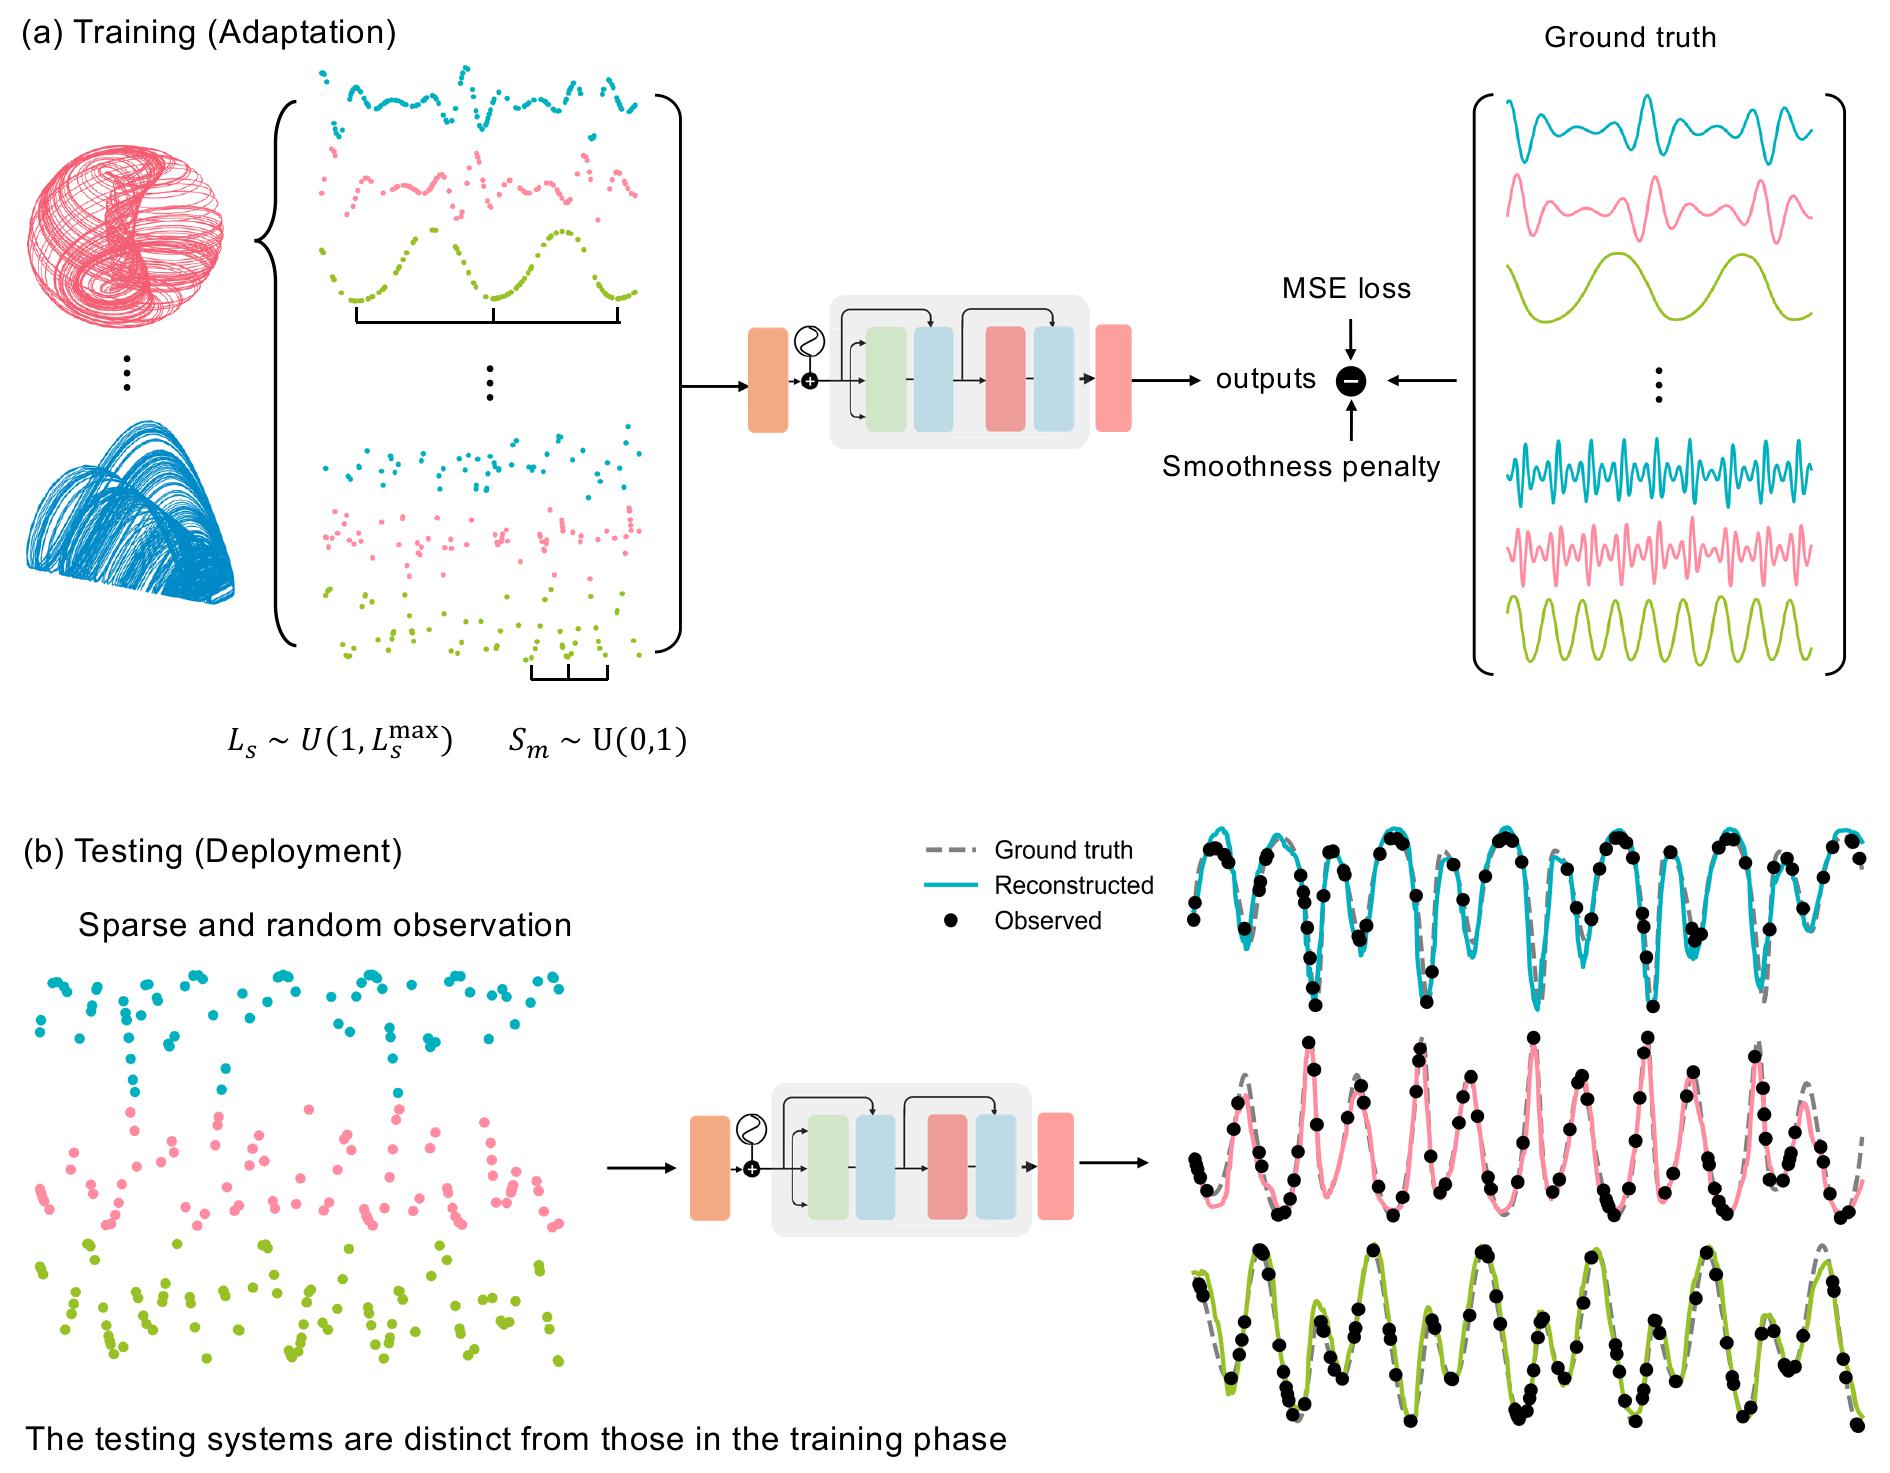 (a) Training (Adaptation)
Ground truth
MSE loss
outputs
Smoothness penalty
$L_s \sim U(1, L_s^{\max})$ $S_m \sim \mathrm{U}(0,1)$
(b) Testing (Deployment)
Ground truth
Reconstructed
Observed
Sparse and random observation
The testing systems are distinct from those in the training phase